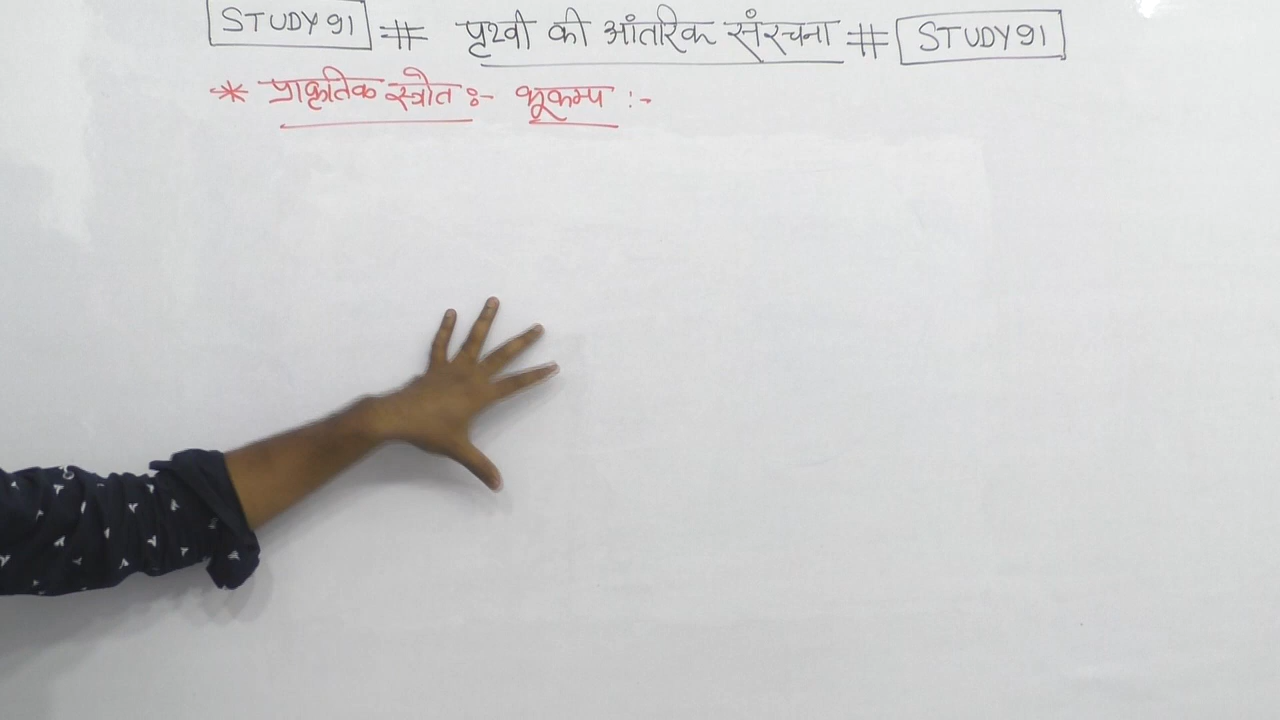 STUDY91 # पृथ्वी की आंतरिक संरचना # STUDY91
* प्राकृतिक स्त्रोत :- भूकम्प :-